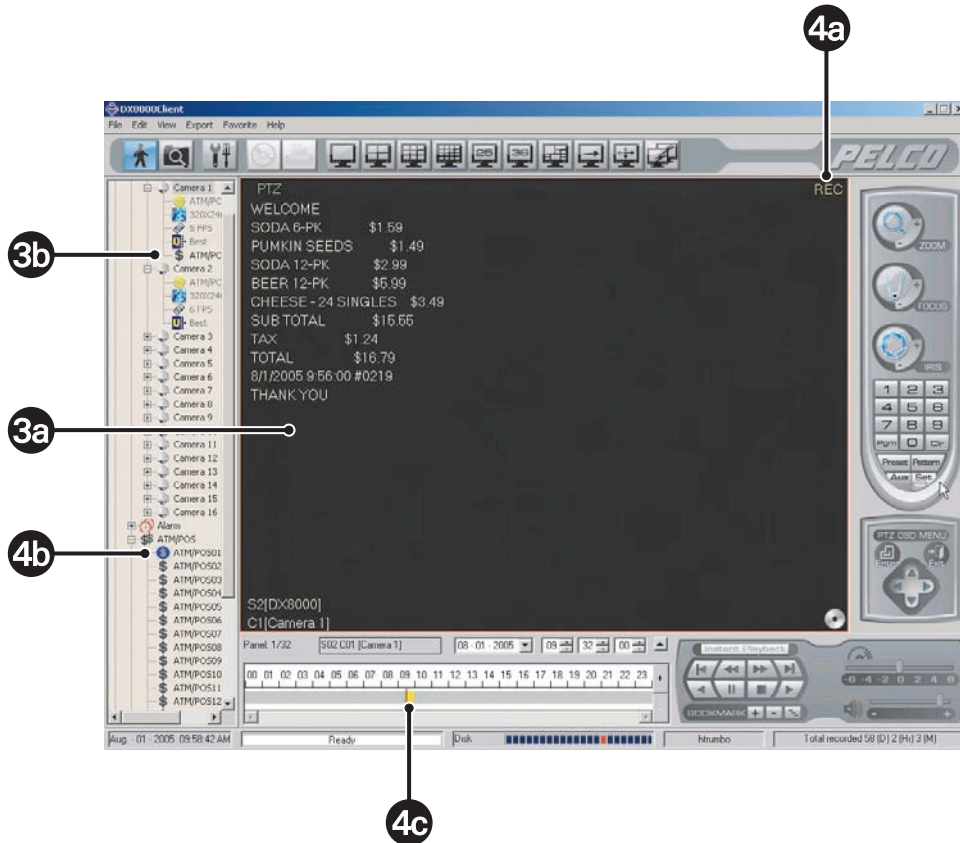 4a
DX8000Client
File Edit View Export Favorite Help
25 36
PELCO
Camera 1
ATM/PC
320X24
6 FPS
Best
3b
ATM/PC
Camera 2
ATM/PC
320X24
6 FPS
Best
Camera 3
Camera 4
Camera 5
Camera 6
Camera 7
Camera 8
Camera 9
Camera 11
Camera 12
Camera 13
Camera 14
Camera 15
Camera 16
Alarm
ATM/POS
4b
ATM/POS01
ATM/POS02
ATM/POS03
ATM/POS04
ATM/POS05
ATM/POS06
ATM/POS07
ATM/POS08
ATM/POS09
ATM/POS10
ATM/POS11
ATM/POS12
PTZ REC
WELCOME
SODA 6-PK $1.59
PUMKIN SEEDS $1.49
SODA 12-PK $2.99
BEER 12-PK $5.99
CHEESE - 24 SINGLES $3.49
SUB TOTAL $15.55
TAX $1.24
TOTAL $16.79
8/1/2005 9:56:00 #0219
THANK YOU
3a
S2[DX8000]
C1[Camera 1]
ZOOM
FOCUS
IRIS
1 2 3
4 5 6
7 8 9
Pgm 0 Clr
Preset Pattern
Aux Set
PTZ OSD MENU
Enter Exit
Panel: 1/32 S02 C01 [Camera 1] 08 - 01 - 2005 09 32 00
00 01 02 03 04 05 06 07 08 09 10 11 12 13 14 15 16 17 18 19 20 21 22 23
Instant Playback
BOOKMARK + -
-6 -4 -2 0 2 4 6
- +
Aug. - 01 - 2005 09:58:42 AM Ready Disk htrumbo Total recorded 58 (D) 2 (Hr) 3 (M)
4c